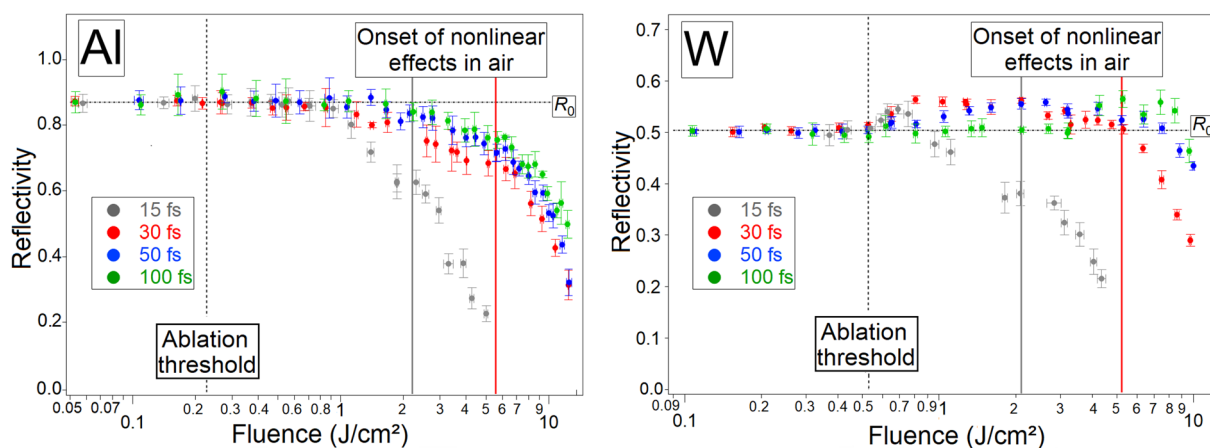 Al
Onset of nonlinear
effects in air
R0
Reflectivity
1.0
0.8
0.6
0.4
0.2
0.0
15 fs
30 fs
50 fs
100 fs
Ablation
threshold
0.05 0.07 0.1 0.2 0.3 0.4 0.6 0.8 1 2 3 4 5 6 7 9 10
Fluence (J/cm²)
W
Onset of nonlinear
effects in air
R0
Reflectivity
0.7
0.6
0.5
0.4
0.3
0.2
0.1
0.0
15 fs
30 fs
50 fs
100 fs
Ablation
threshold
0.09 0.1 0.2 0.3 0.4 0.5 0.6 0.7 0.91 2 3 4 5 6 7 8 9 10
Fluence (J/cm²)